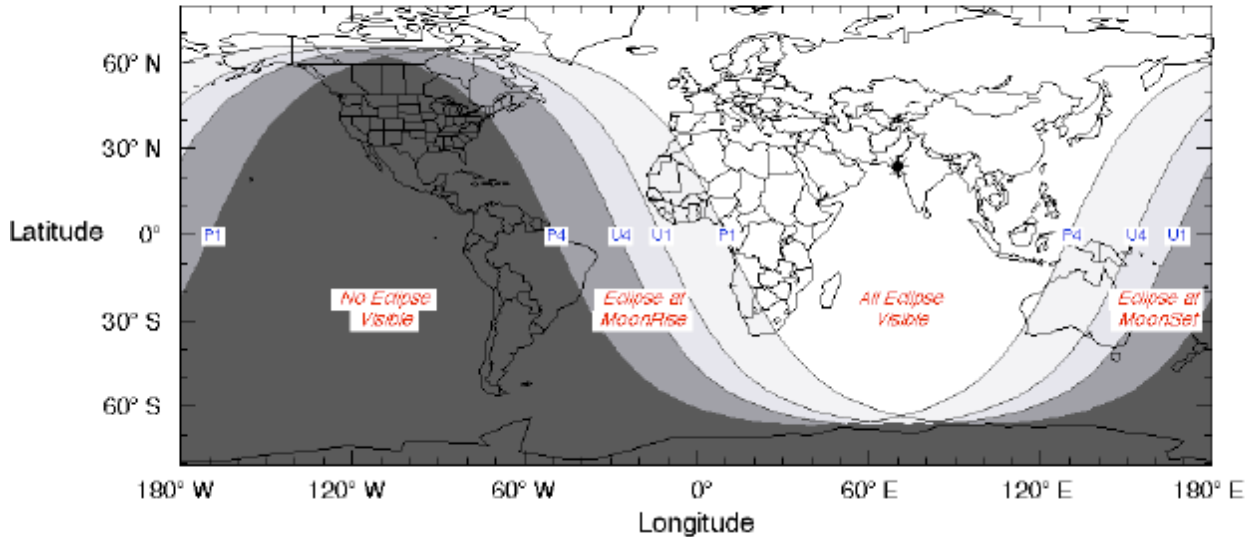 60° N
30° N
Latitude 0°
P1 P4 U4 U1 P1 P4 U4 U1
No Eclipse Visible
Eclipse at MoonRise
All Eclipse Visible
Eclipse at MoonSet
30° S
60° S
180° W 120° W 60° W 0° 60° E 120° E 180° E
Longitude